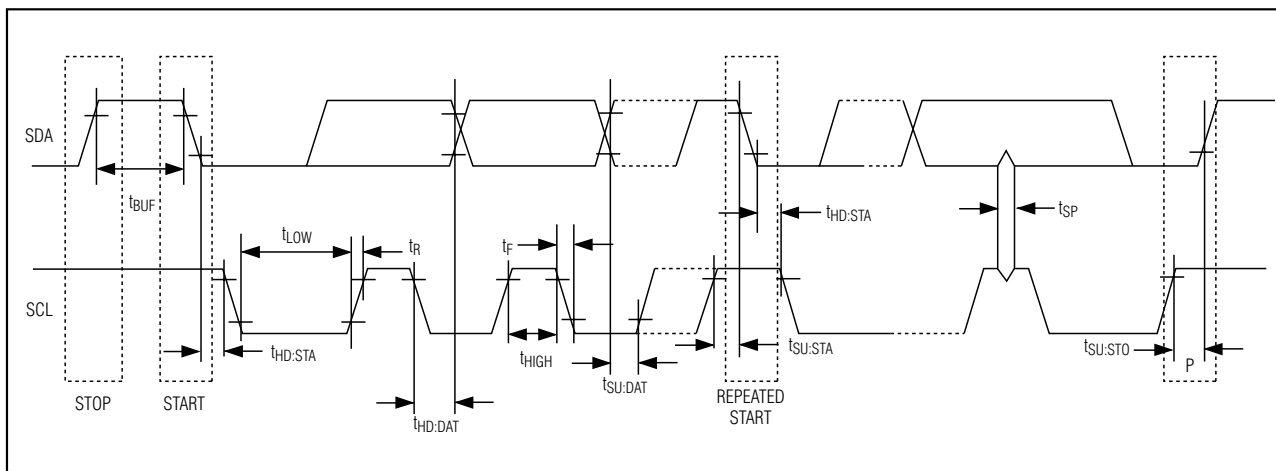 SDA
tBUF
tHD:STA
tSP
tLOW
tR
tF
SCL
tHD:STA
tHIGH
tSU:DAT
tSU:STA
tSU:STO
P
STOP
START
tHD:DAT
REPEATED
START